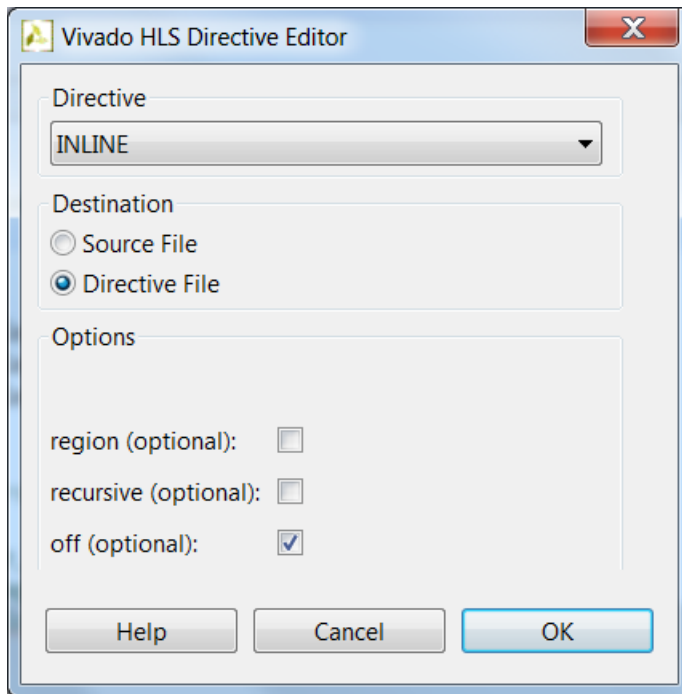 Vivado HLS Directive Editor
Directive
INLINE
Destination
Source File
Directive File
Options
region (optional):
recursive (optional):
off (optional):
Help Cancel OK